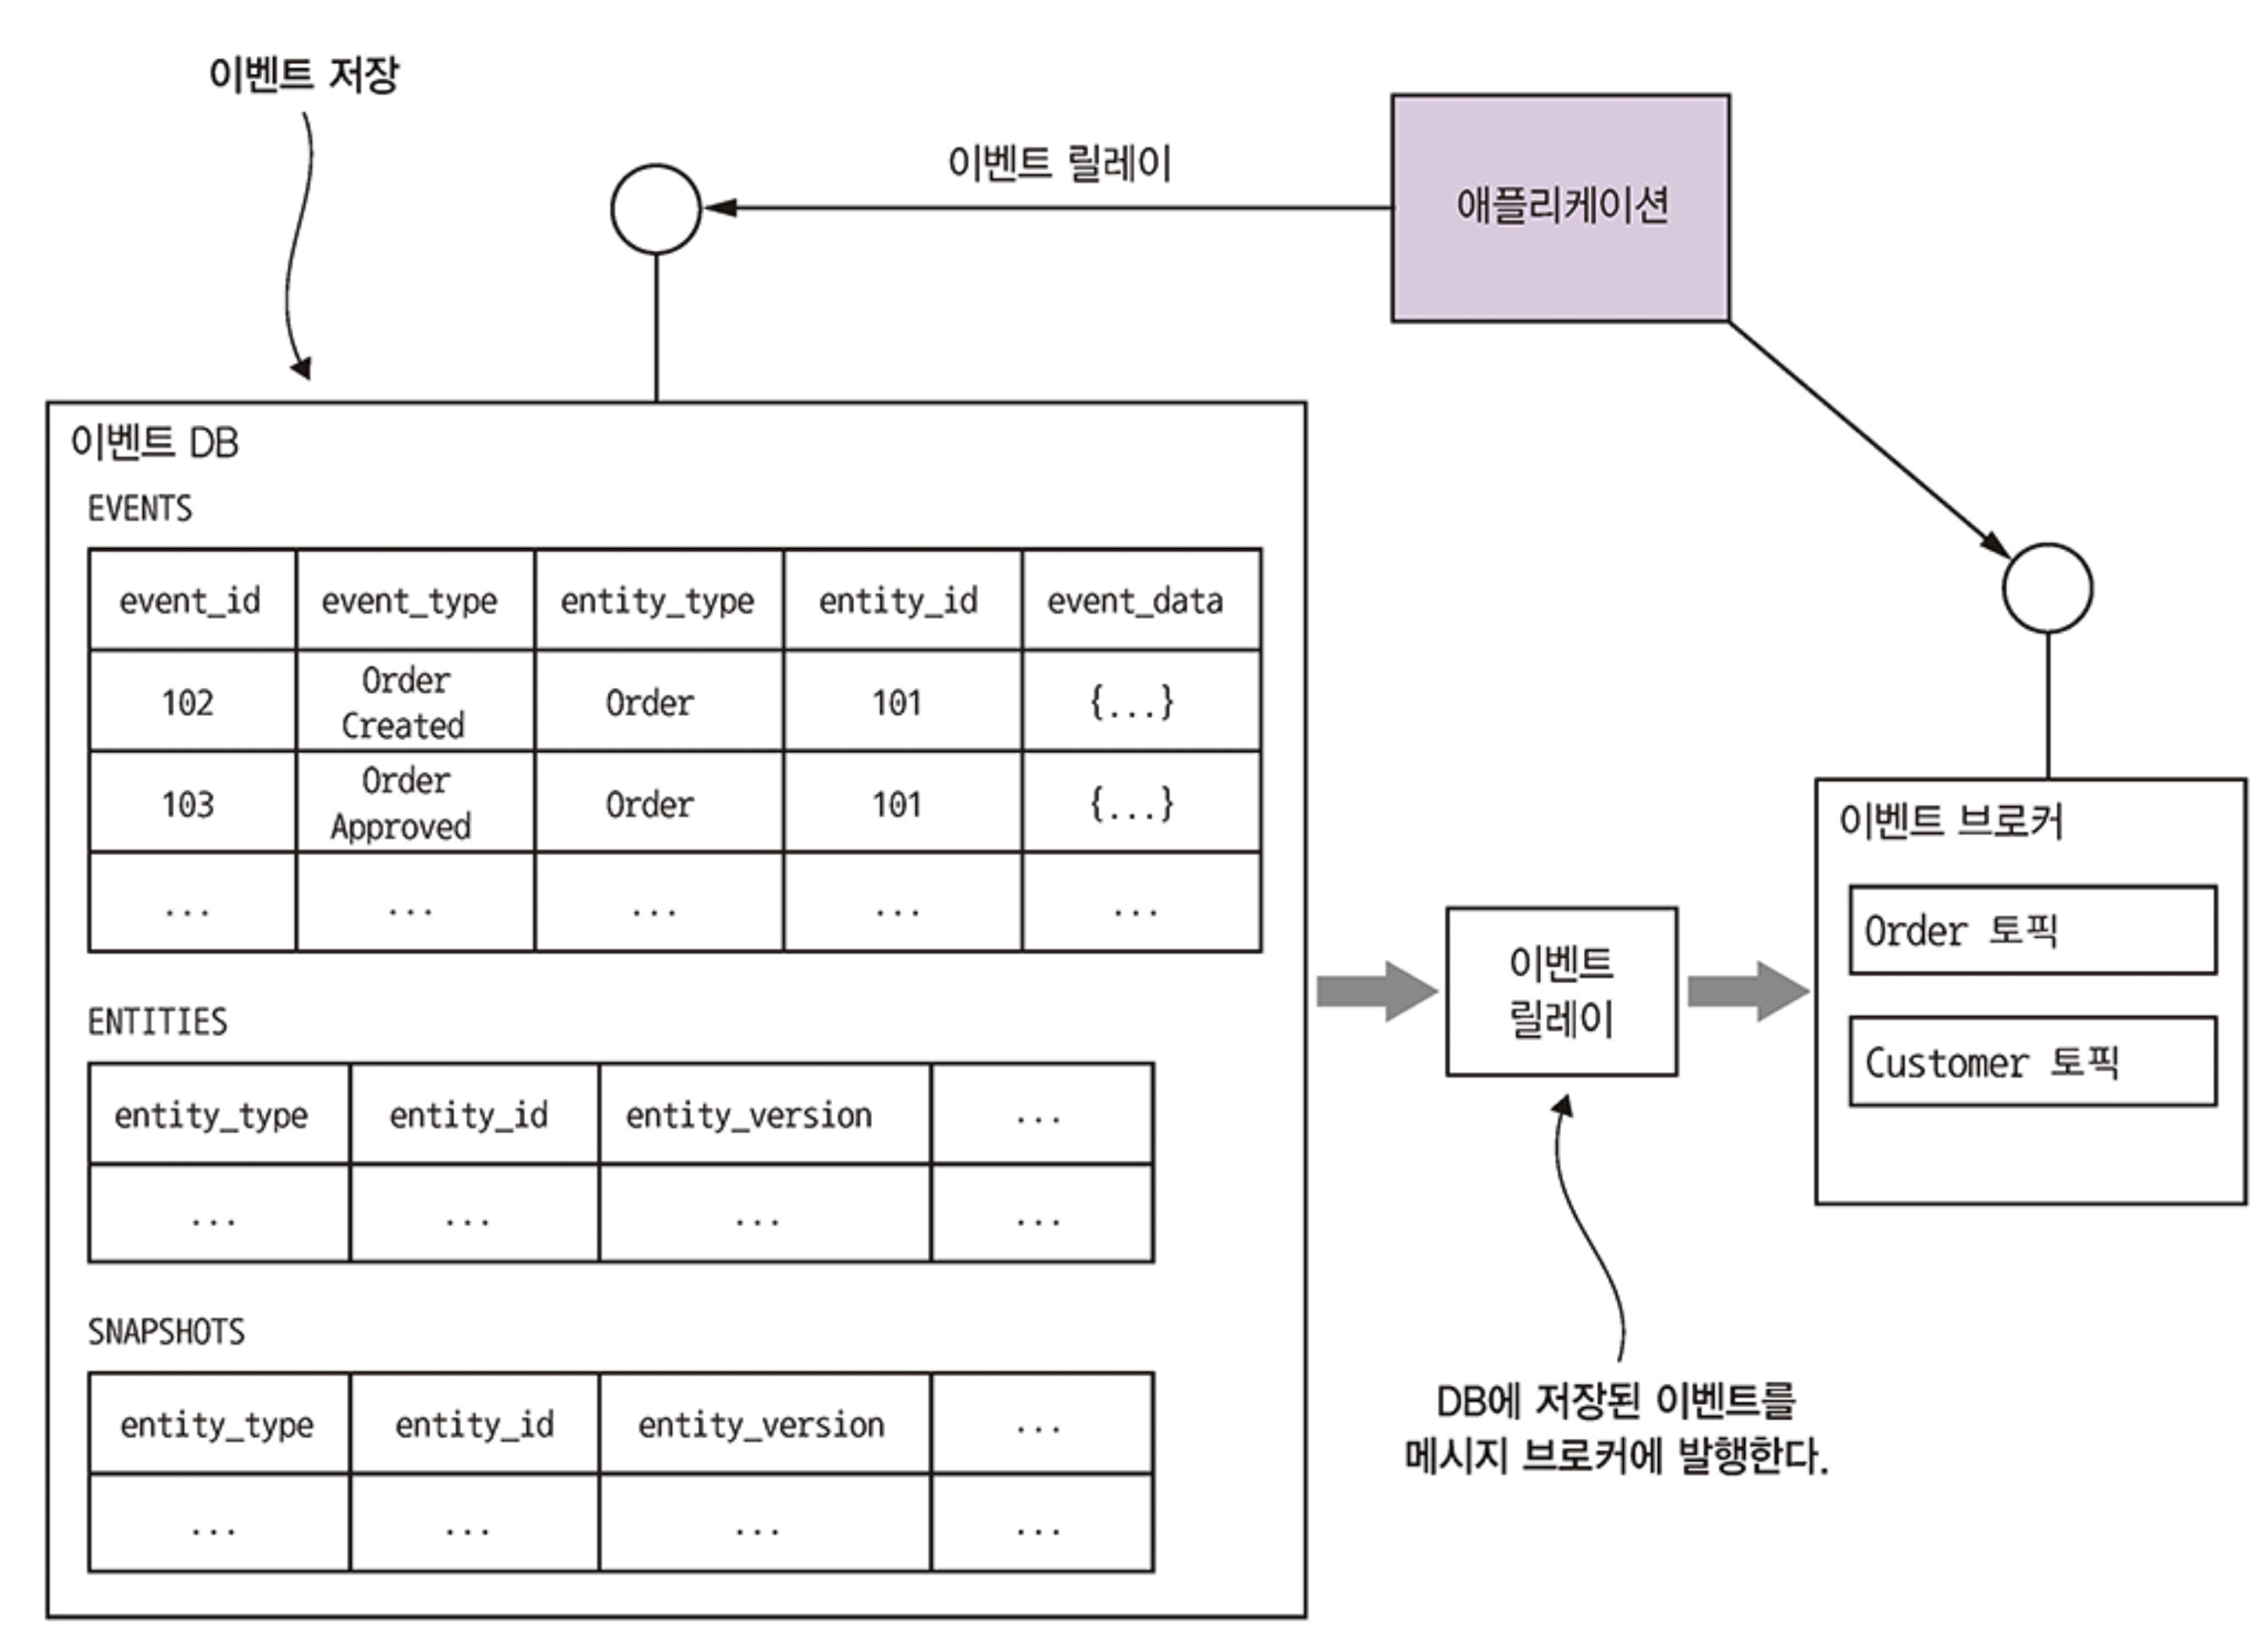 이벤트 저장
이벤트 릴레이
애플리케이션
이벤트 DB
EVENTS
event_id event_type entity_type entity_id event_data
102 Order Created Order 101 {...}
103 Order Approved Order 101 {...}
... ... ... ... ...
ENTITIES
entity_type entity_id entity_version ...
... ... ... ...
SNAPSHOTS
entity_type entity_id entity_version ...
... ... ... ...
이벤트
릴레이
DB에 저장된 이벤트를
메시지 브로커에 발행한다.
이벤트 브로커
Order 토픽
Customer 토픽